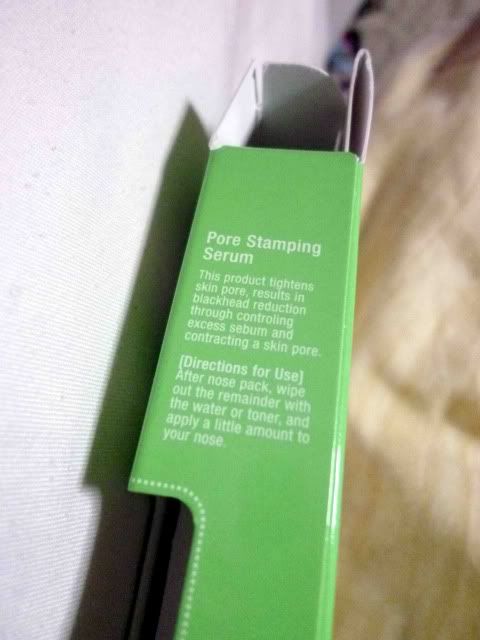 Pore Stamping
Serum
This product tightens
skin pore, results in
blackhead reduction
through controling
excess sebum and
contracting a skin pore.
[Directions for Use]
After nose pack, wipe
out the remainder with
the water or toner, and
apply a little amount to
your nose.